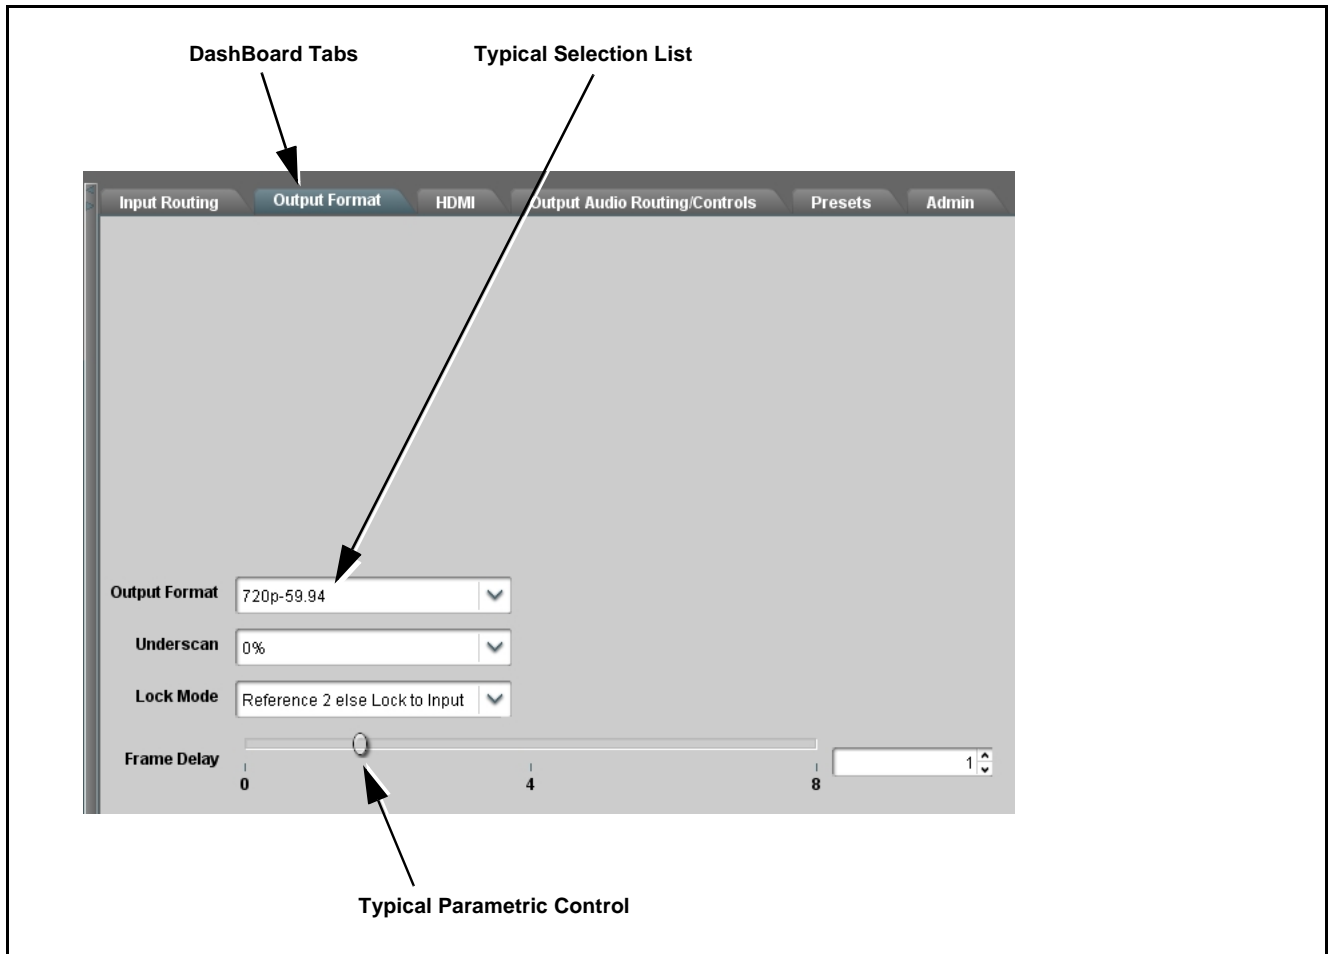 DashBoard Tabs Typical Selection List
Input Routing Output Format HDMI Output Audio Routing/Controls Presets Admin
Output Format 720p-59.94
Underscan 0%
Lock Mode Reference 2 else Lock to Input
Frame Delay 1
0 4 8
Typical Parametric Control